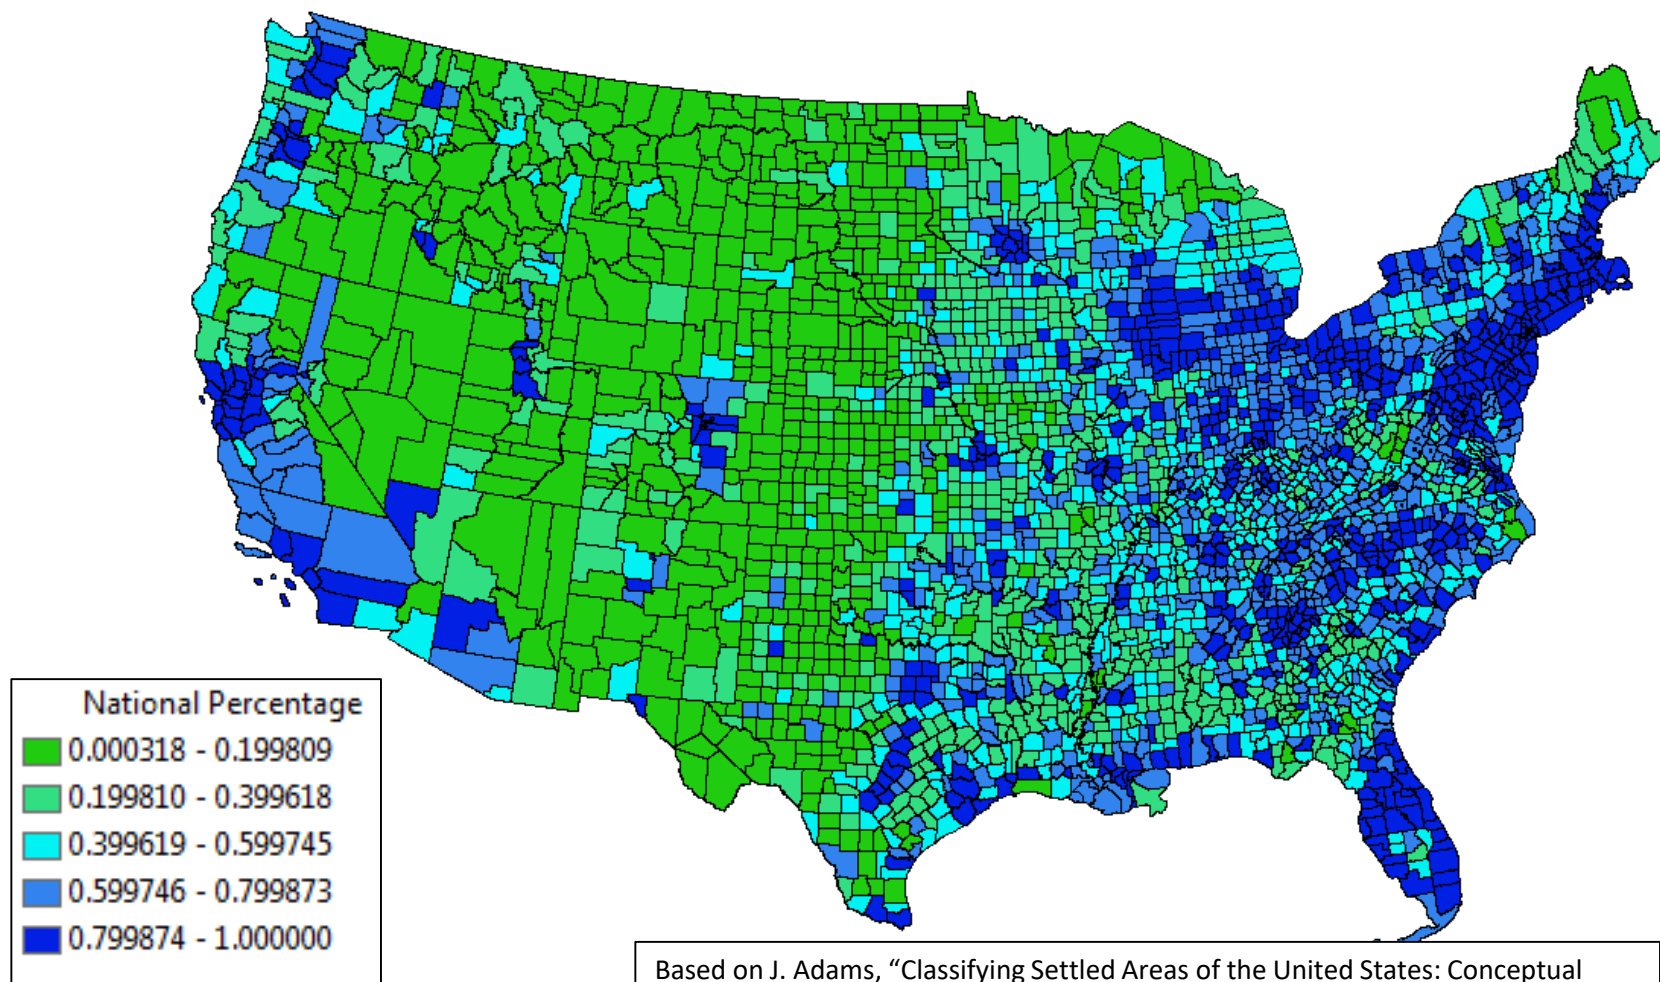 National Percentage
0.000318 - 0.199809
0.199810 - 0.399618
0.399619 - 0.599745
0.599746 - 0.799873
0.799874 - 1.000000
Based on J. Adams, “Classifying Settled Areas of the United States: Conceptual